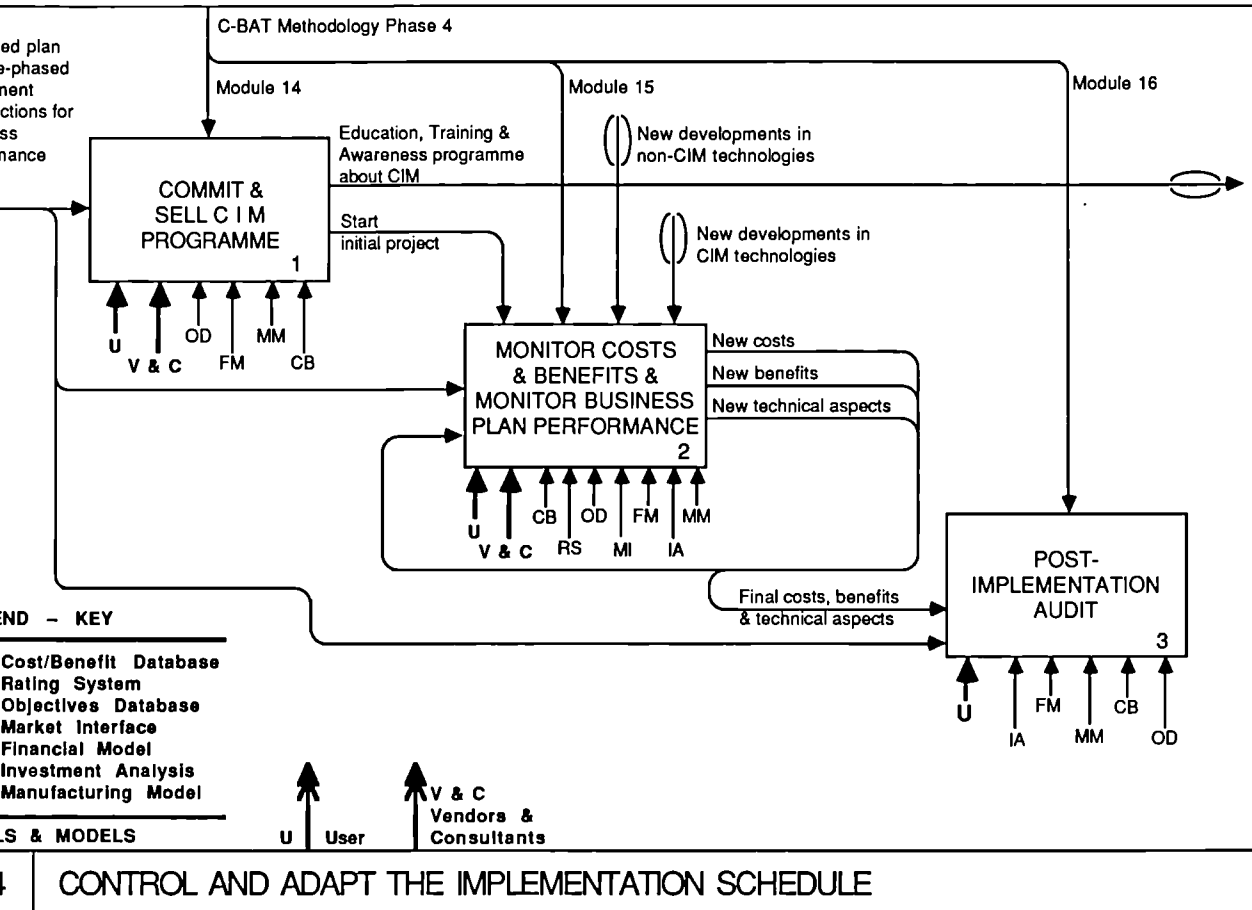 C-BAT Methodology Phase 4
ed plan
e-phased
nent
ctions for
ss
nance
Module 14
Module 15
Module 16
Education, Training &
Awareness programme
about CIM
New developments in
non-CIM technologies
COMMIT &
SELL C I M
PROGRAMME
1
Start
initial project
New developments in
CIM technologies
U
V & C
OD
FM
MM
CB
MONITOR COSTS
& BENEFITS &
MONITOR BUSINESS
PLAN PERFORMANCE
2
New costs
New benefits
New technical aspects
U
V & C
CB
RS
OD
MI
FM
IA
MM
POST-
IMPLEMENTATION
AUDIT
3
Final costs, benefits
& technical aspects
U
IA
FM
MM
CB
OD
END – KEY
Cost/Benefit Database
Rating System
Objectives Database
Market Interface
Financial Model
Investment Analysis
Manufacturing Model
LS & MODELS
U User
V & C
Vendors &
Consultants
4
CONTROL AND ADAPT THE IMPLEMENTATION SCHEDULE